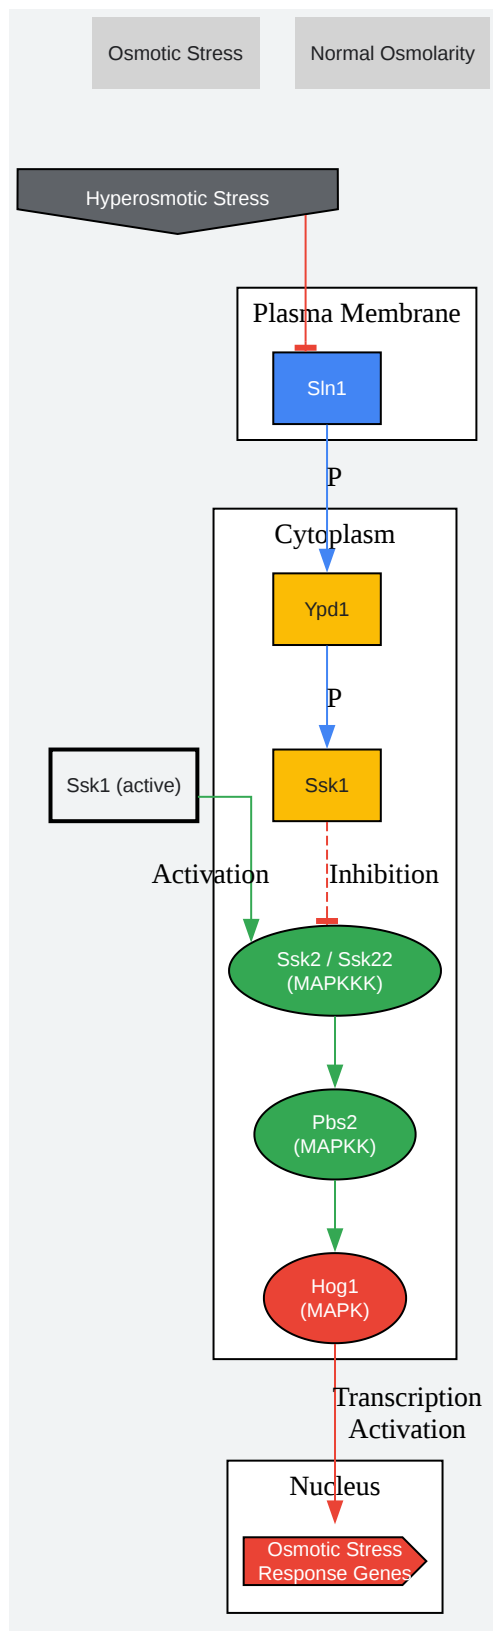 Osmotic Stress
Normal Osmolarity
Hyperosmotic Stress
Plasma Membrane
Sln1
P
Cytoplasm
Ypd1
P
Ssk1 (active)
Ssk1
Activation
Inhibition
Ssk2 / Ssk22
(MAPKKK)
Pbs2
(MAPKK)
Hog1
(MAPK)
Transcription
Activation
Nucleus
Osmotic Stress
Response Genes